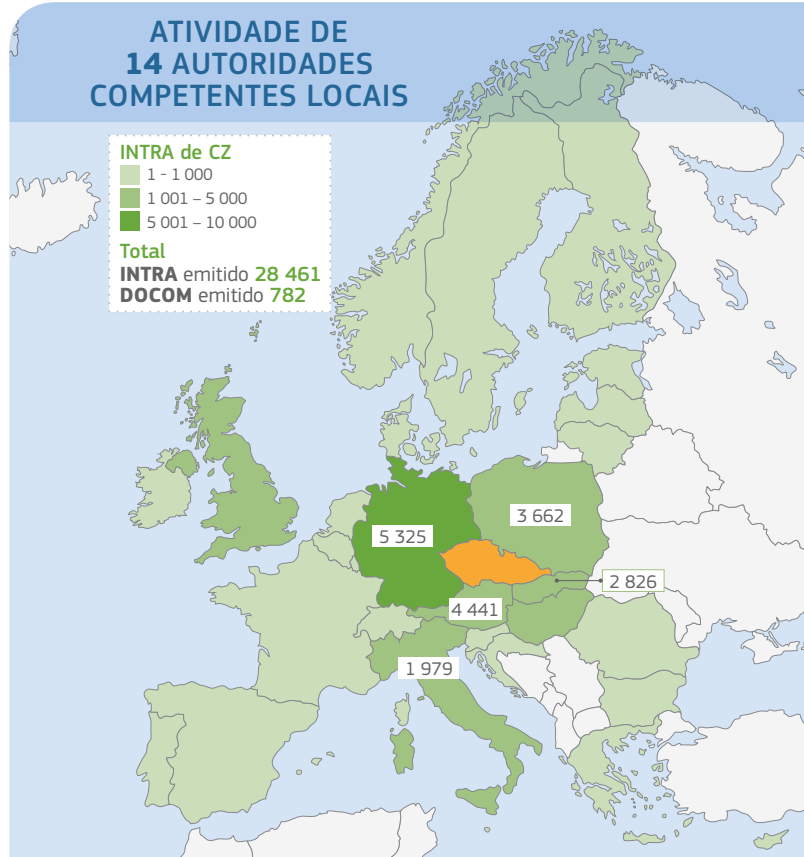 ATIVIDADE DE
14 AUTORIDADES
COMPETENTES LOCAIS
INTRA de CZ
1 - 1 000
1 001 – 5 000
5 001 – 10 000
Total
INTRA emitido 28 461
DOCOM emitido 782
3 662
5 325
2 826
4 441
1 979